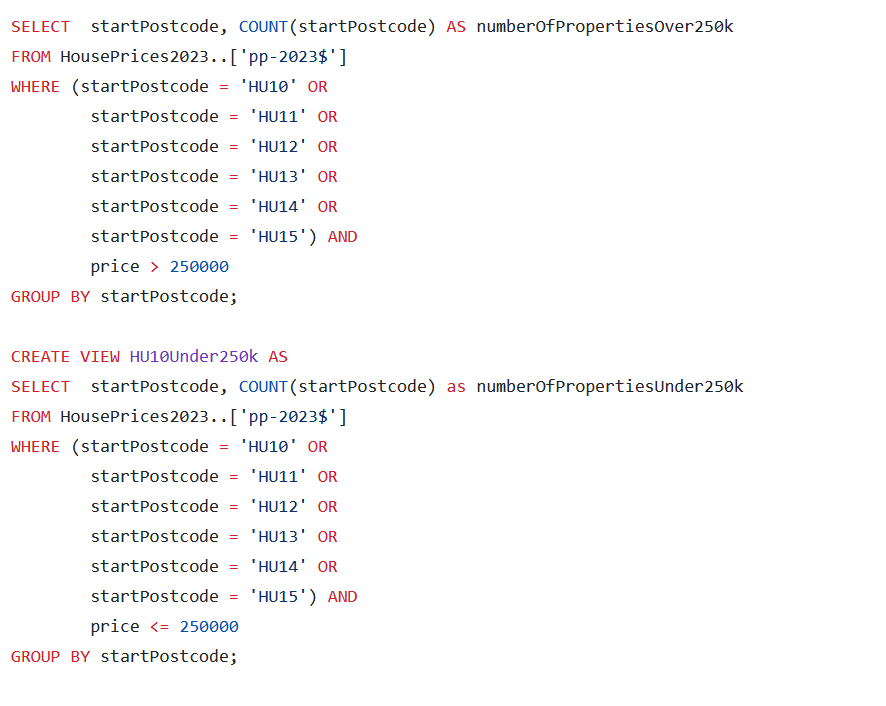 SELECT  startPostcode, COUNT(startPostcode) AS numberOfPropertiesOver250k
FROM HousePrices2023..['pp-2023$']
WHERE (startPostcode = 'HU10' OR
        startPostcode = 'HU11' OR
        startPostcode = 'HU12' OR
        startPostcode = 'HU13' OR
        startPostcode = 'HU14' OR
        startPostcode = 'HU15') AND
        price > 250000
GROUP BY startPostcode;

CREATE VIEW HU10Under250k AS
SELECT  startPostcode, COUNT(startPostcode) as numberOfPropertiesUnder250k
FROM HousePrices2023..['pp-2023$']
WHERE (startPostcode = 'HU10' OR
        startPostcode = 'HU11' OR
        startPostcode = 'HU12' OR
        startPostcode = 'HU13' OR
        startPostcode = 'HU14' OR
        startPostcode = 'HU15') AND
        price <= 250000
GROUP BY startPostcode;